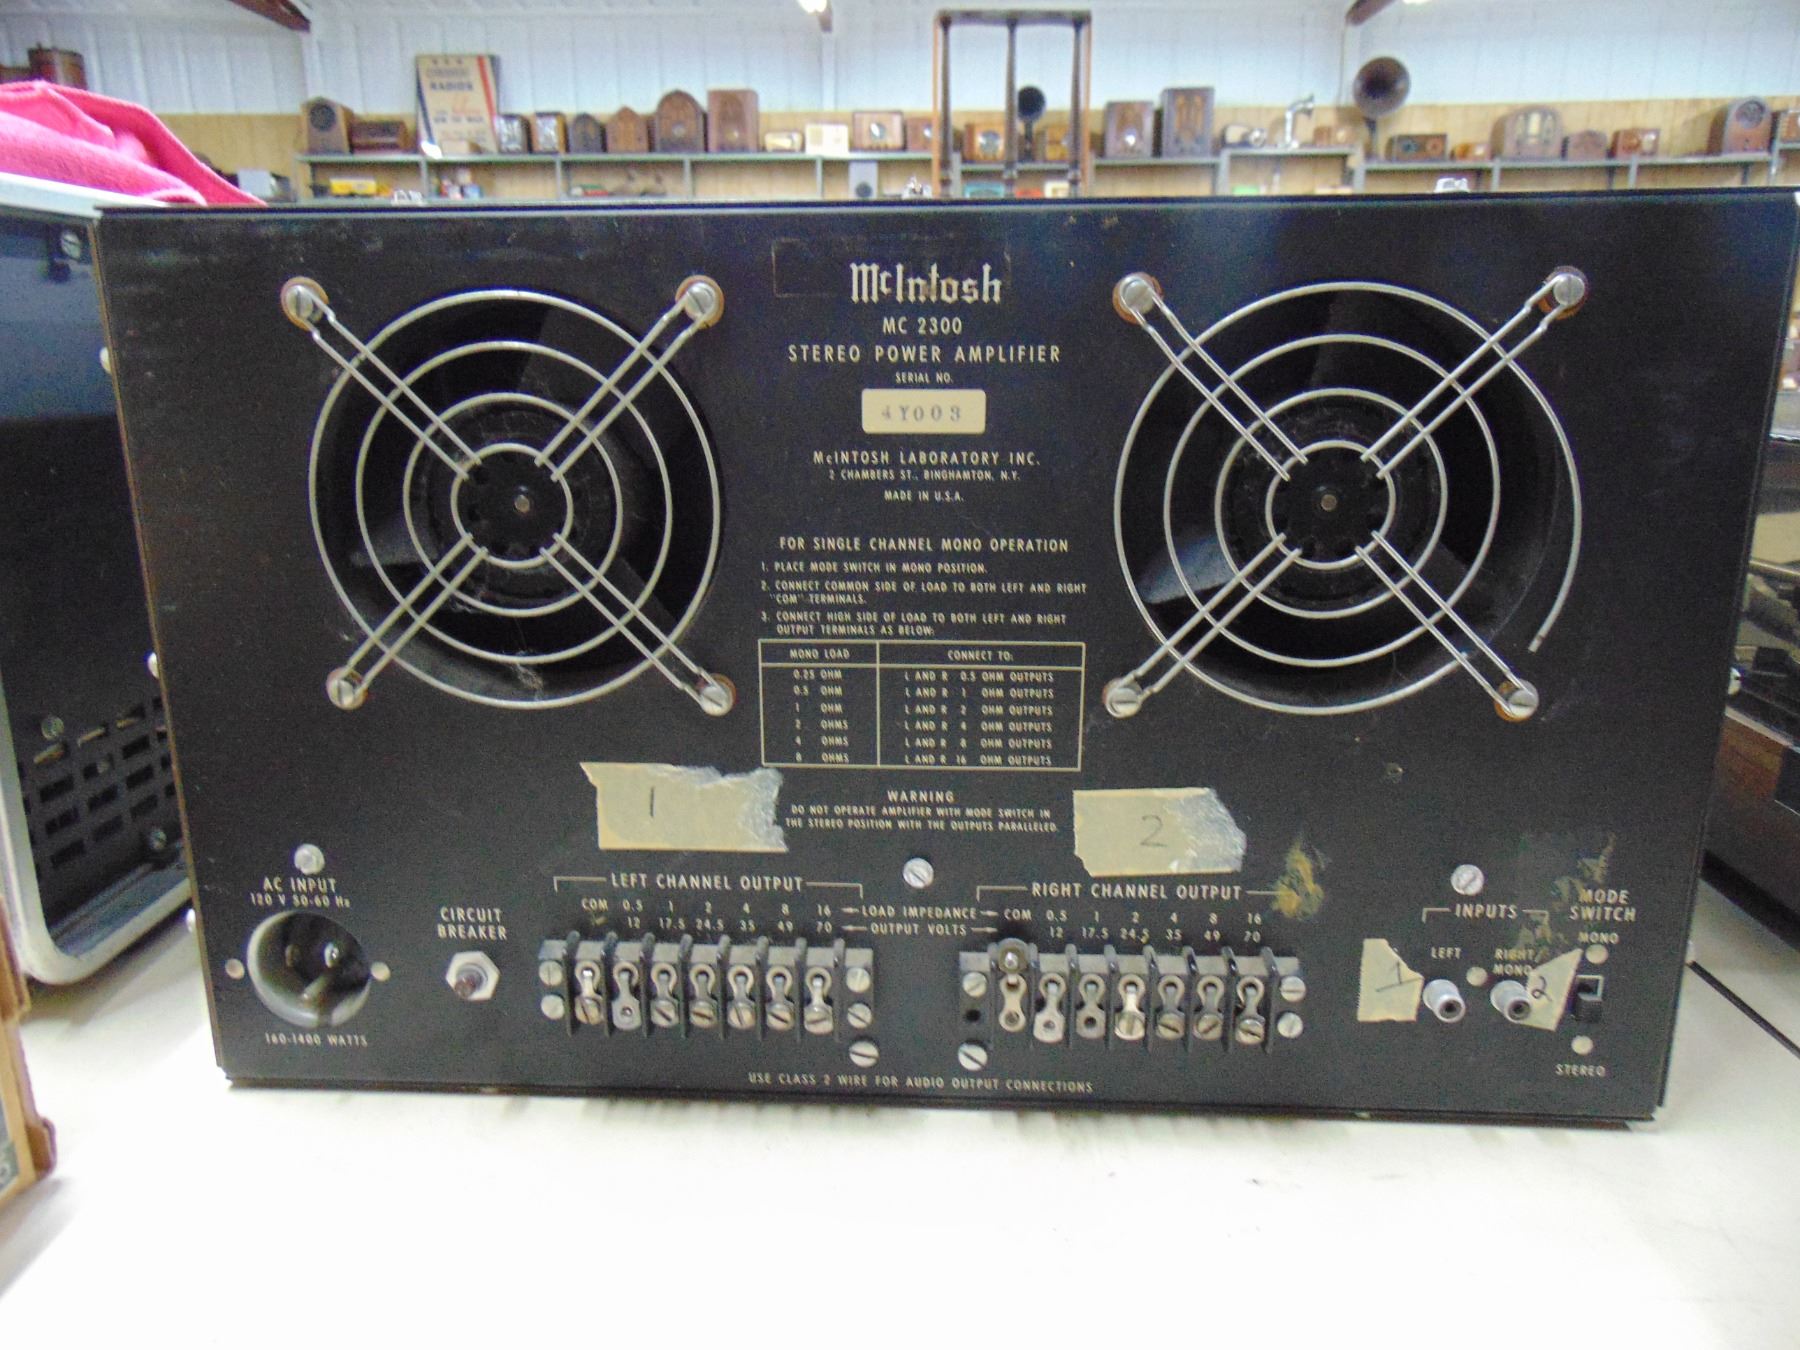 RADIOS
McIntosh
MC 2300
STEREO POWER AMPLIFIER
SERIAL NO.
4Y003
McINTOSH LABORATORY INC.
2 CHAMBERS ST., BINGHAMTON, N.Y.
MADE IN U.S.A.
FOR SINGLE CHANNEL MONO OPERATION
1. PLACE MODE SWITCH IN MONO POSITION.
2. CONNECT COMMON SIDE OF LOAD TO BOTH LEFT AND RIGHT
"COM" TERMINALS.
3. CONNECT HIGH SIDE OF LOAD TO BOTH LEFT AND RIGHT
OUTPUT TERMINALS AS BELOW:
MONO LOAD CONNECT TO:
0.25 OHM L AND R 0.5 OHM OUTPUTS
0.5 OHM L AND R 1 OHM OUTPUTS
1 OHM L AND R 2 OHM OUTPUTS
2 OHMS L AND R 4 OHM OUTPUTS
4 OHMS L AND R 8 OHM OUTPUTS
8 OHMS L AND R 16 OHM OUTPUTS
WARNING
DO NOT OPERATE AMPLIFIER WITH MODE SWITCH IN
THE STEREO POSITION WITH THE OUTPUTS PARALLELED.
1
2
AC INPUT
120 V 50-60 Hz
160-1400 WATTS
CIRCUIT
BREAKER
LEFT CHANNEL OUTPUT
COM 0.5 1 2 4 8 16
12 17.5 24.5 35 49 70
LOAD IMPEDANCE
OUTPUT VOLTS
RIGHT CHANNEL OUTPUT
COM 0.5 1 2 4 8 16
12 17.5 24.5 35 49 70
INPUTS
LEFT
RIGHT/
MONO
1
2
MODE
SWITCH
MONO
STEREO
USE CLASS 2 WIRE FOR AUDIO OUTPUT CONNECTIONS